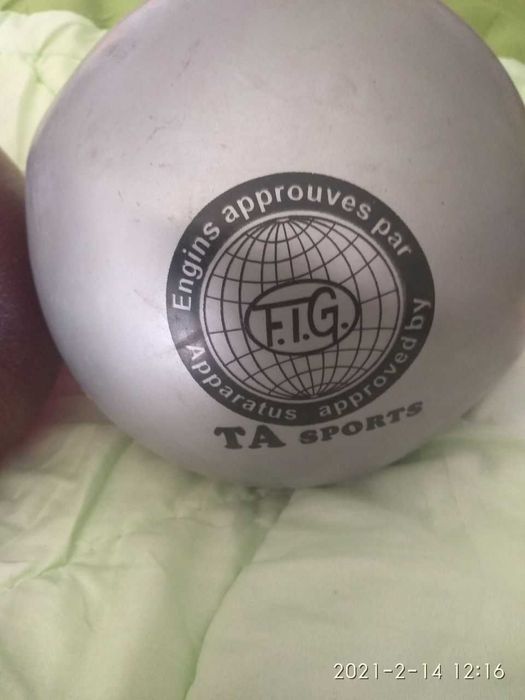 Engins approuves par
F.I.G.
Apparatus approved by
TA SPORTS
2021-2-14 12:16